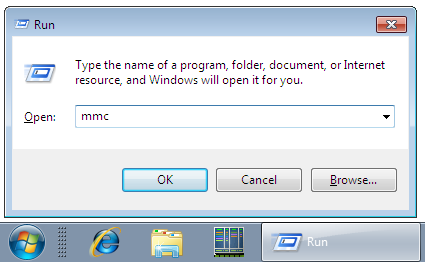 Run
Type the name of a program, folder, document, or Internet
resource, and Windows will open it for you.
Open:
mmc
OK
Cancel
Browse...
Run